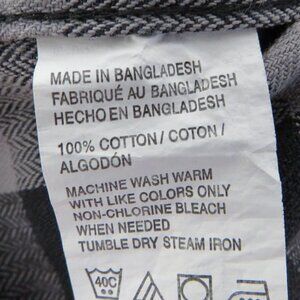 MADE IN BANGLADESH
FABRIQUÉ AU BANGLADESH
HECHO EN BANGLADESH
100% COTTON / COTON /
ALGODÓN
MACHINE WASH WARM
WITH LIKE COLORS ONLY
NON-CHLORINE BLEACH
WHEN NEEDED
TUMBLE DRY STEAM IRON
40C